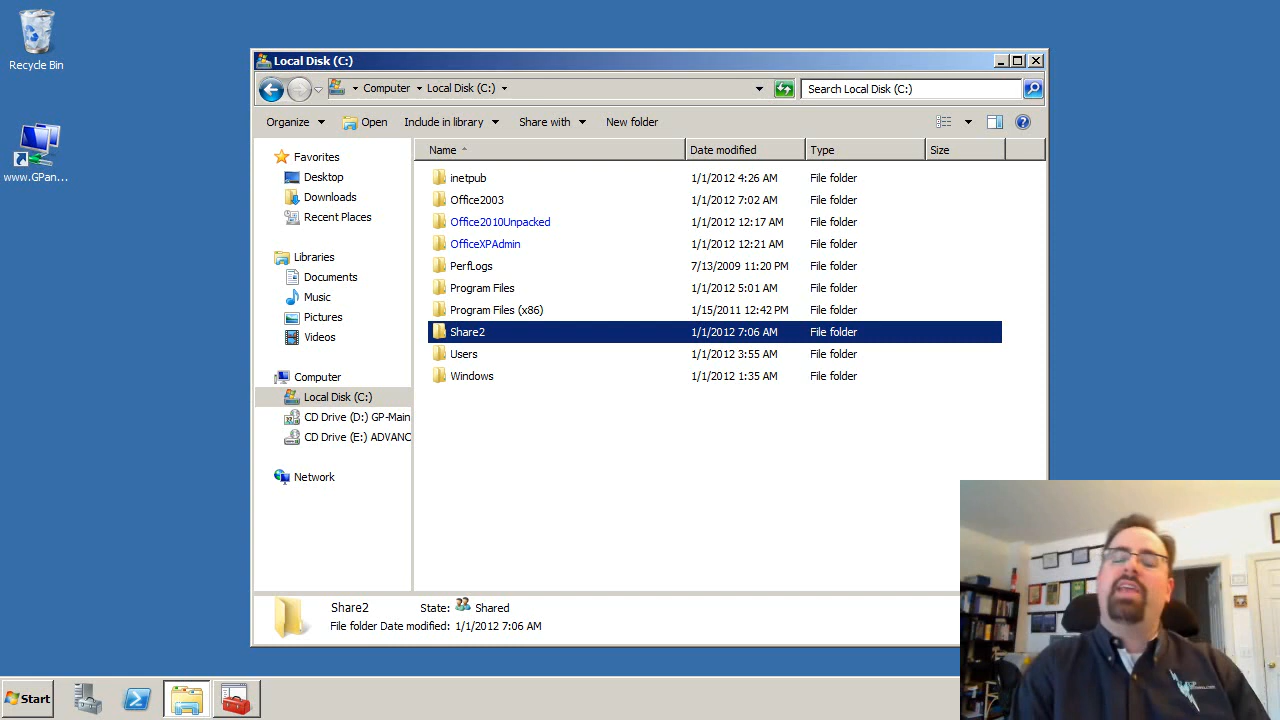 Recycle Bin
www.GPan...
Local Disk (C:)
Computer Local Disk (C:)
Search Local Disk (C:)
Organize Open Include in library Share with New folder
Name Date modified Type Size
Favorites
Desktop
Downloads
Recent Places
Libraries
Documents
Music
Pictures
Videos
Computer
Local Disk (C:)
CD Drive (D:) GP-Main
CD Drive (E:) ADVANC
Network
inetpub 1/1/2012 4:26 AM File folder
Office2003 1/1/2012 7:02 AM File folder
Office2010Unpacked 1/1/2012 12:17 AM File folder
OfficeXPAdmin 1/1/2012 12:21 AM File folder
PerfLogs 7/13/2009 11:20 PM File folder
Program Files 1/1/2012 5:01 AM File folder
Program Files (x86) 1/15/2011 12:42 PM File folder
Share2 1/1/2012 7:06 AM File folder
Users 1/1/2012 3:55 AM File folder
Windows 1/1/2012 1:35 AM File folder
Share2 State: Shared
File folder Date modified: 1/1/2012 7:06 AM
Start